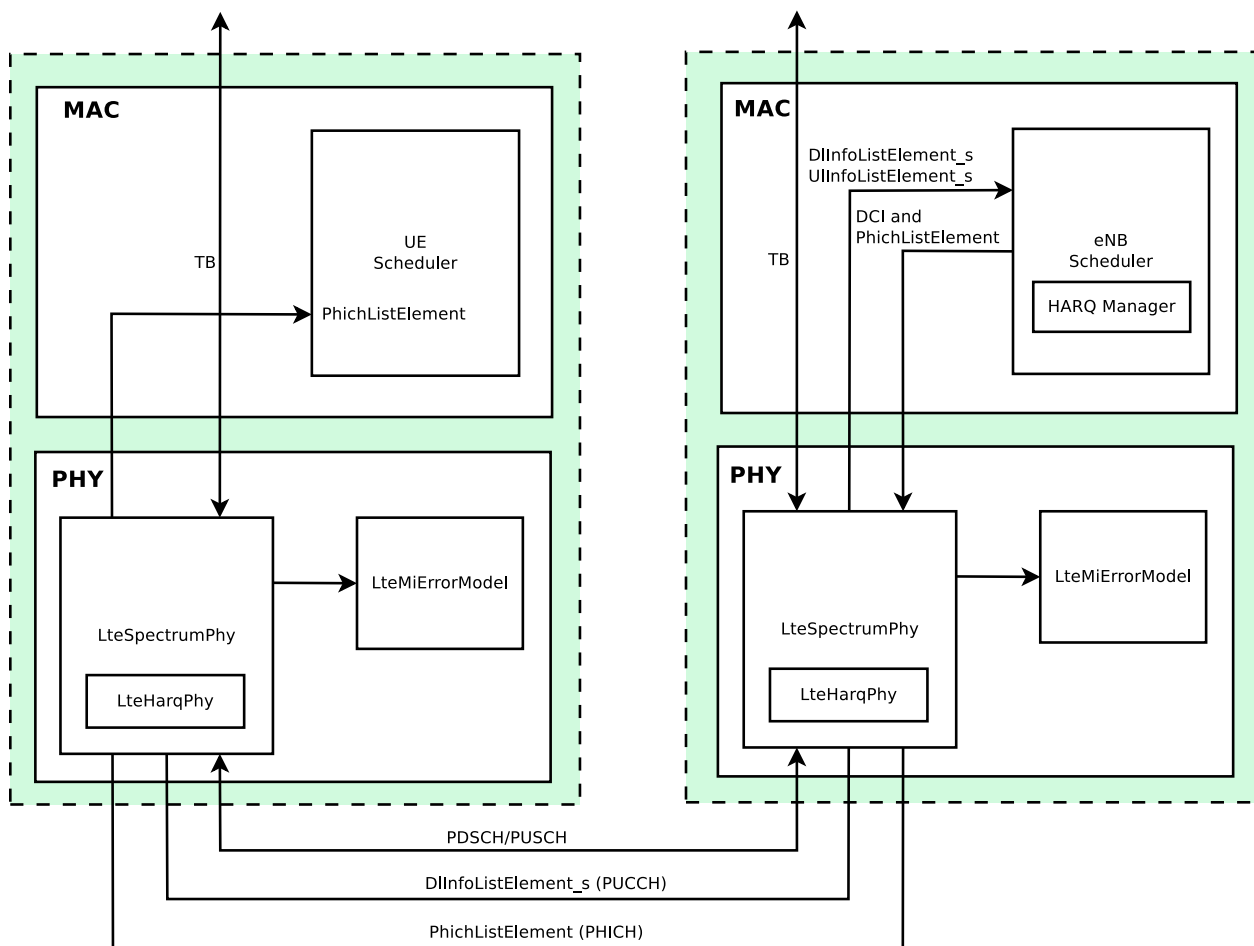 MAC
UE
Scheduler
TB
PhichListElement
PHY
LteMiErrorModel
LteSpectrumPhy
LteHarqPhy
MAC
DlInfoListElement_s
UlInfoListElement_s
DCI and
PhichListElement
TB
eNB
Scheduler
HARQ Manager
PHY
LteMiErrorModel
LteSpectrumPhy
LteHarqPhy
PDSCH/PUSCH
DlInfoListElement_s (PUCCH)
PhichListElement (PHICH)